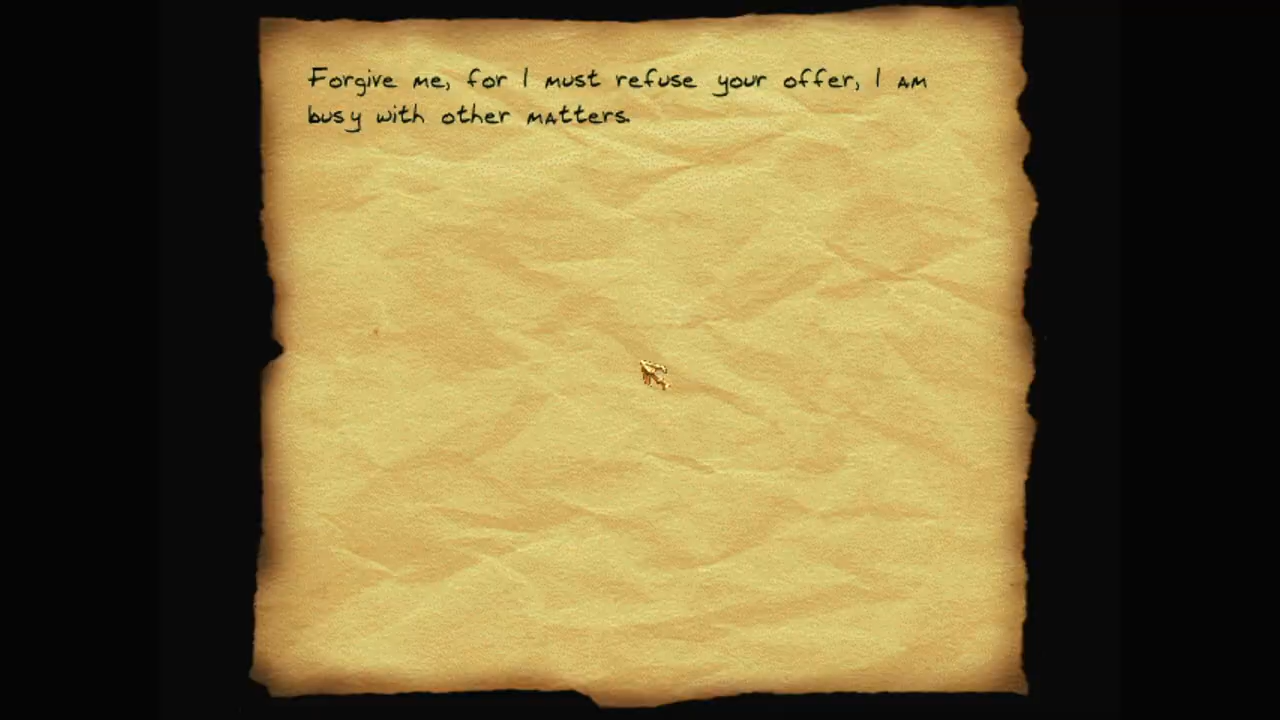 Forgive me, for I must refuse your offer, I am
busy with other matters.